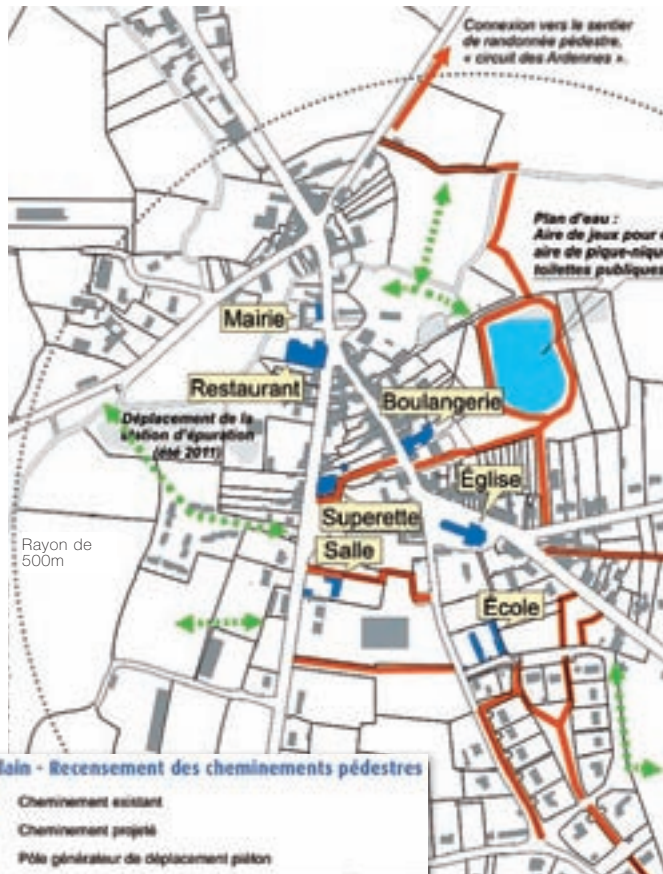 Connexion vers le sentier
de randonnée pédestre,
« circuit des Ardennes ».
Plan d'eau :
Aire de jeux pour
aire de pique-nique
toilettes publiques
Mairie
Restaurant
Boulangerie
Déplacement de la
station d'épuration
(été 2011)
Église
Superette
Rayon de
500m
Salle
École
lain - Recensement des cheminements pédestres
Cheminement existant
Cheminement projeté
Pôle générateur de déplacement piéton